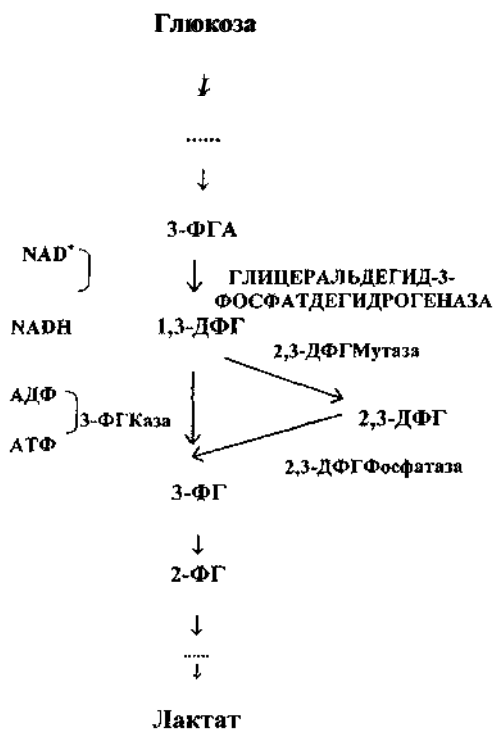 Глюкоза
......
3-ФГА
NAD⁺
ГЛИЦЕРАЛЬДЕГИД-3-
ФОСФАТДЕГИДРОГЕНАЗА
NADH
1,3-ДФГ
2,3-ДФГМутаза
АДФ
3-ФГКаза
2,3-ДФГ
АТФ
2,3-ДФГФосфатаза
3-ФГ
2-ФГ
......
Лактат